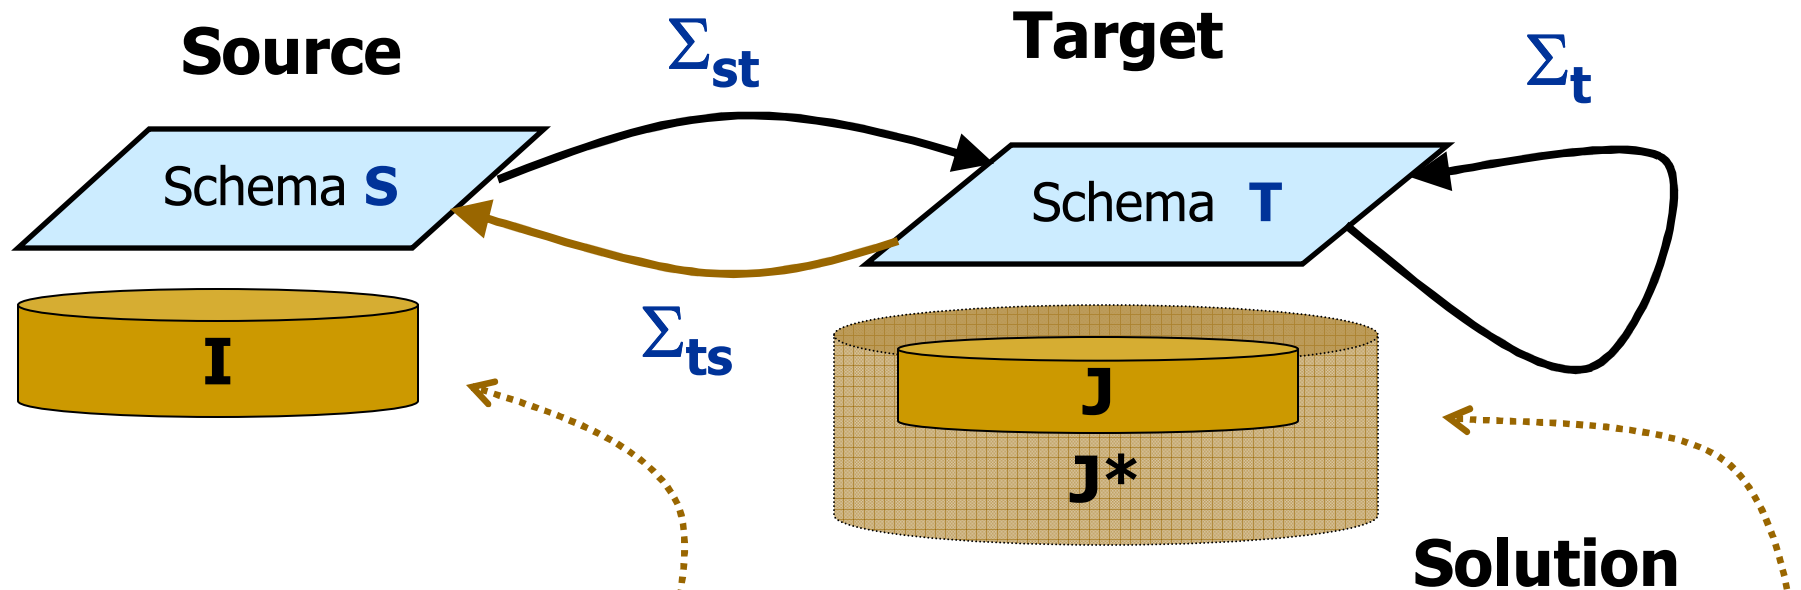 Source
Σst
Target
Σt
Schema S
Schema T
I
Σts
J
J*
Solution